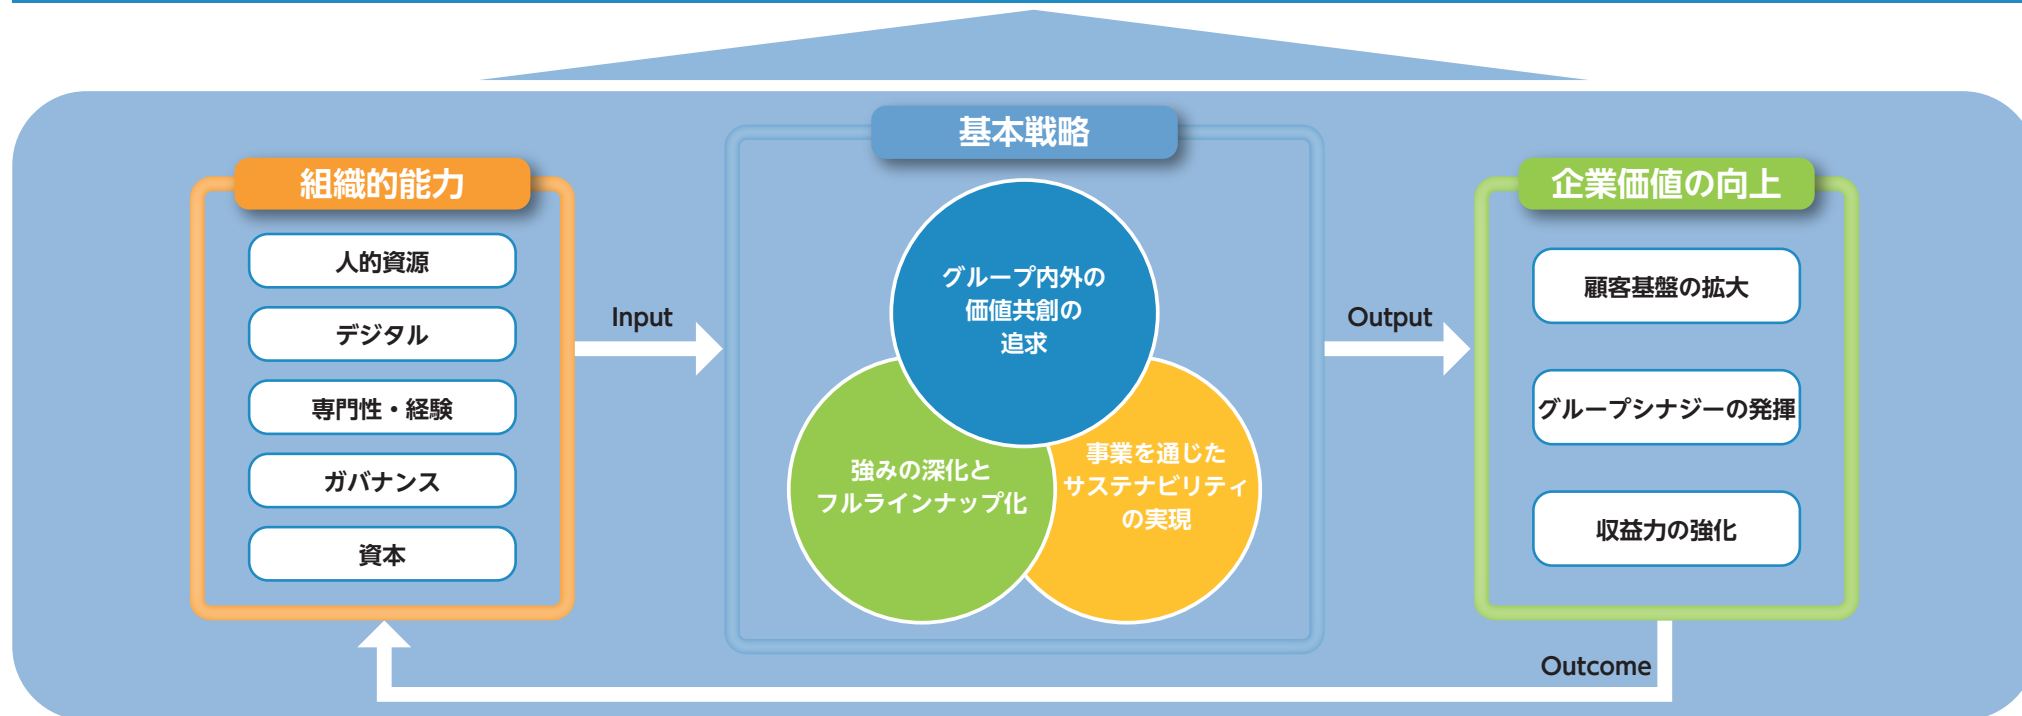 基本戦略
組織的能力
人的資源
デジタル
専門性・経験
ガバナンス
資本
Input
グループ内外の
価値共創の
追求
強みの深化と
フルラインナップ化
事業を通じた
サステナビリティ
の実現
Output
企業価値の向上
顧客基盤の拡大
グループシナジーの発揮
収益力の強化
Outcome